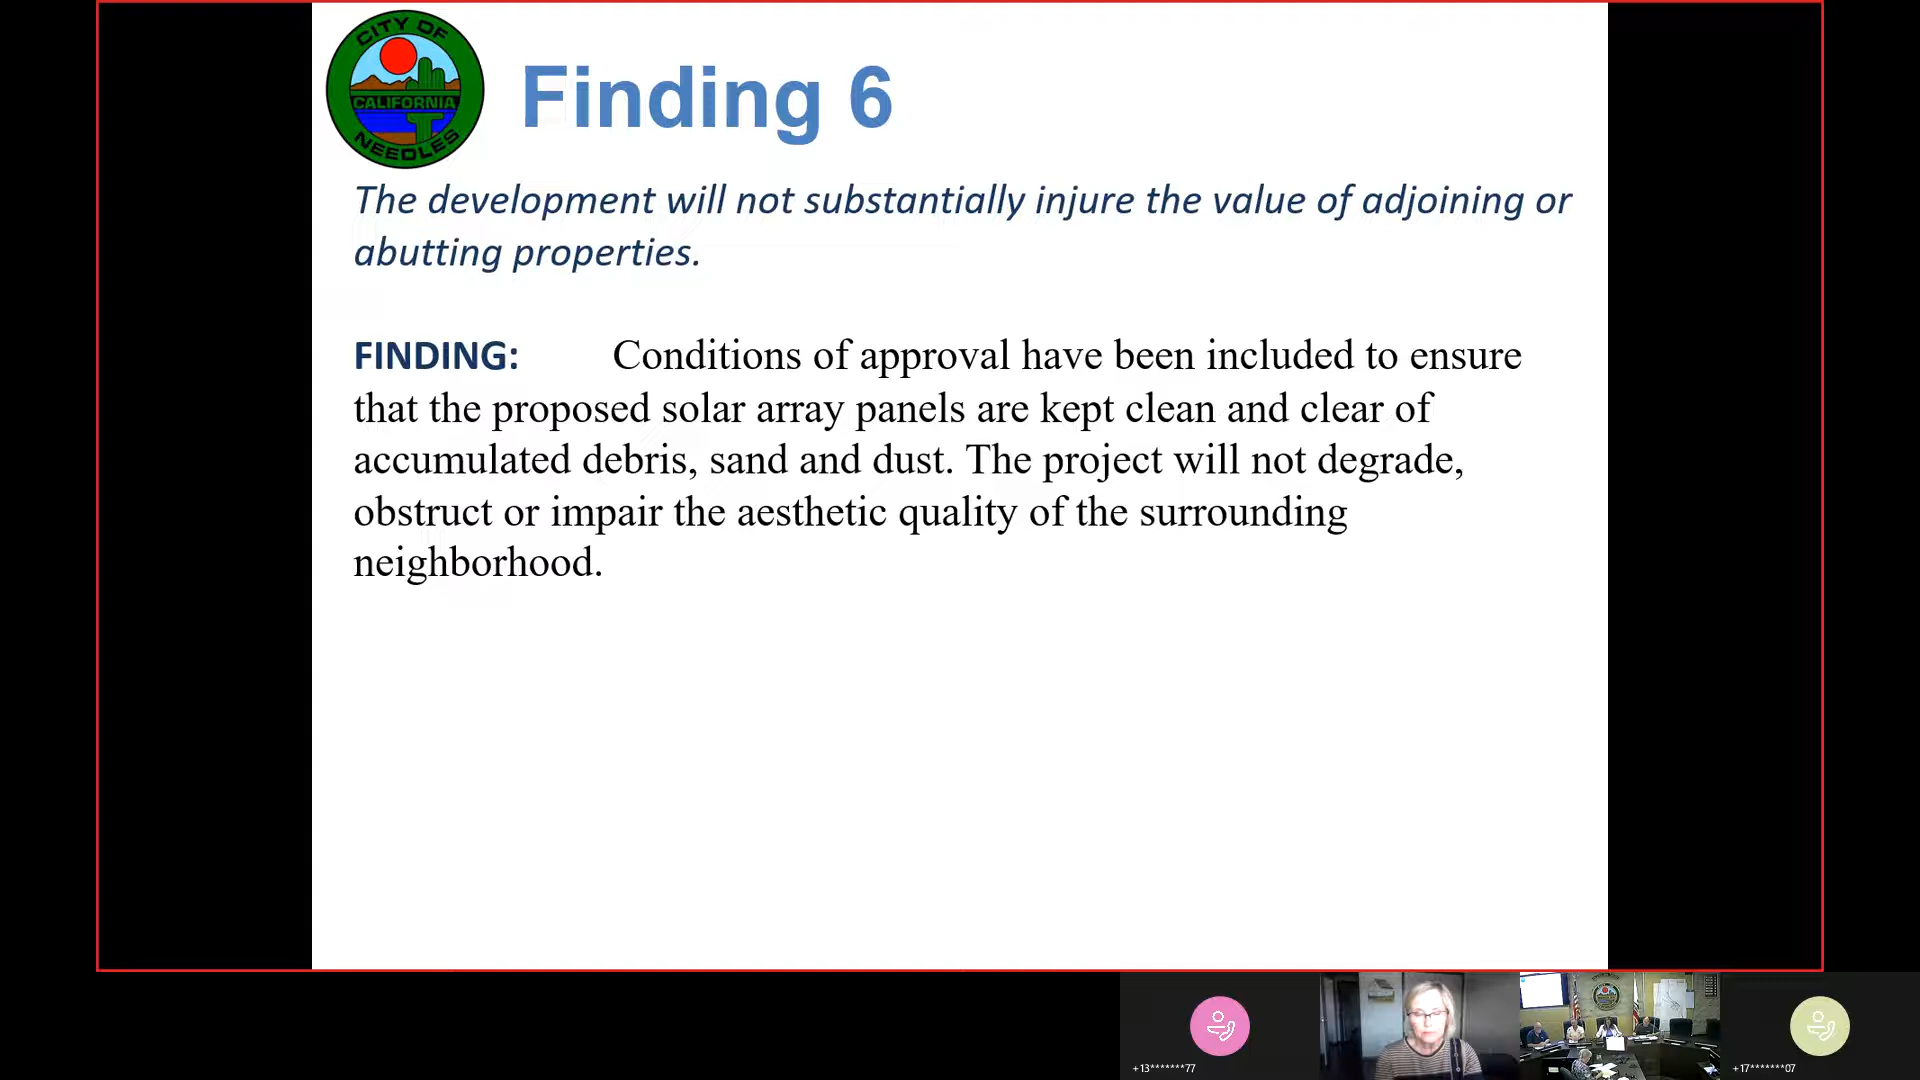 CITY OF
CALIFORNIA
NEEDLES
Finding 6
The development will not substantially injure the value of adjoining or
abutting properties.
FINDING: Conditions of approval have been included to ensure
that the proposed solar array panels are kept clean and clear of
accumulated debris, sand and dust. The project will not degrade,
obstruct or impair the aesthetic quality of the surrounding
neighborhood.
+13*******77
+17*******07